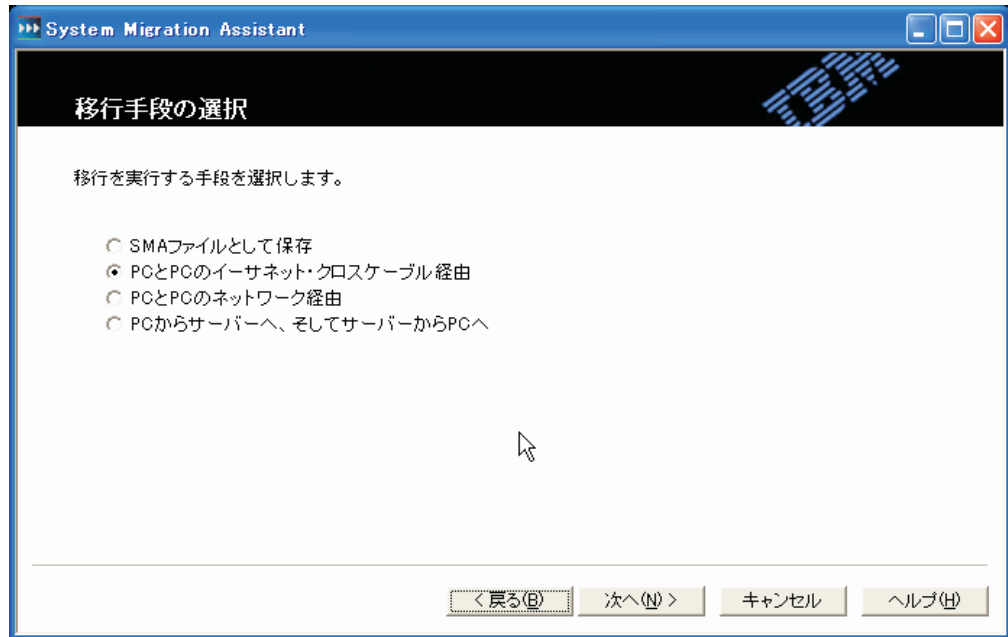 System Migration Assistant
IBM
移行手段の選択
移行を実行する手段を選択します。
SMAファイルとして保存
PCとPCのイーサネット・クロスケーブル経由
PCとPCのネットワーク経由
PCからサーバーへ、そしてサーバーからPCへ
< 戻る(B)
次へ(N) >
キャンセル
ヘルプ(H)